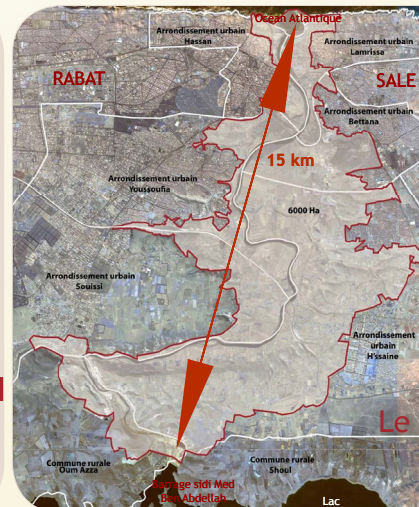 Océan Atlantique
Arrondissement urbain
Hassan
Arrondissement urbain
Lamrissa
RABAT
SALE
Arrondissement urbain
Bettana
15 km
Arrondissement urbain
Youssoufia
6000 Ha
Arrondissement urbain
Souissi
Arrondissement
urbain
H'ssaine
Le
Commune rurale
Oum Azza
Commune rurale
Shoul
Barrage sidi Med
Ben Abdellah
Lac